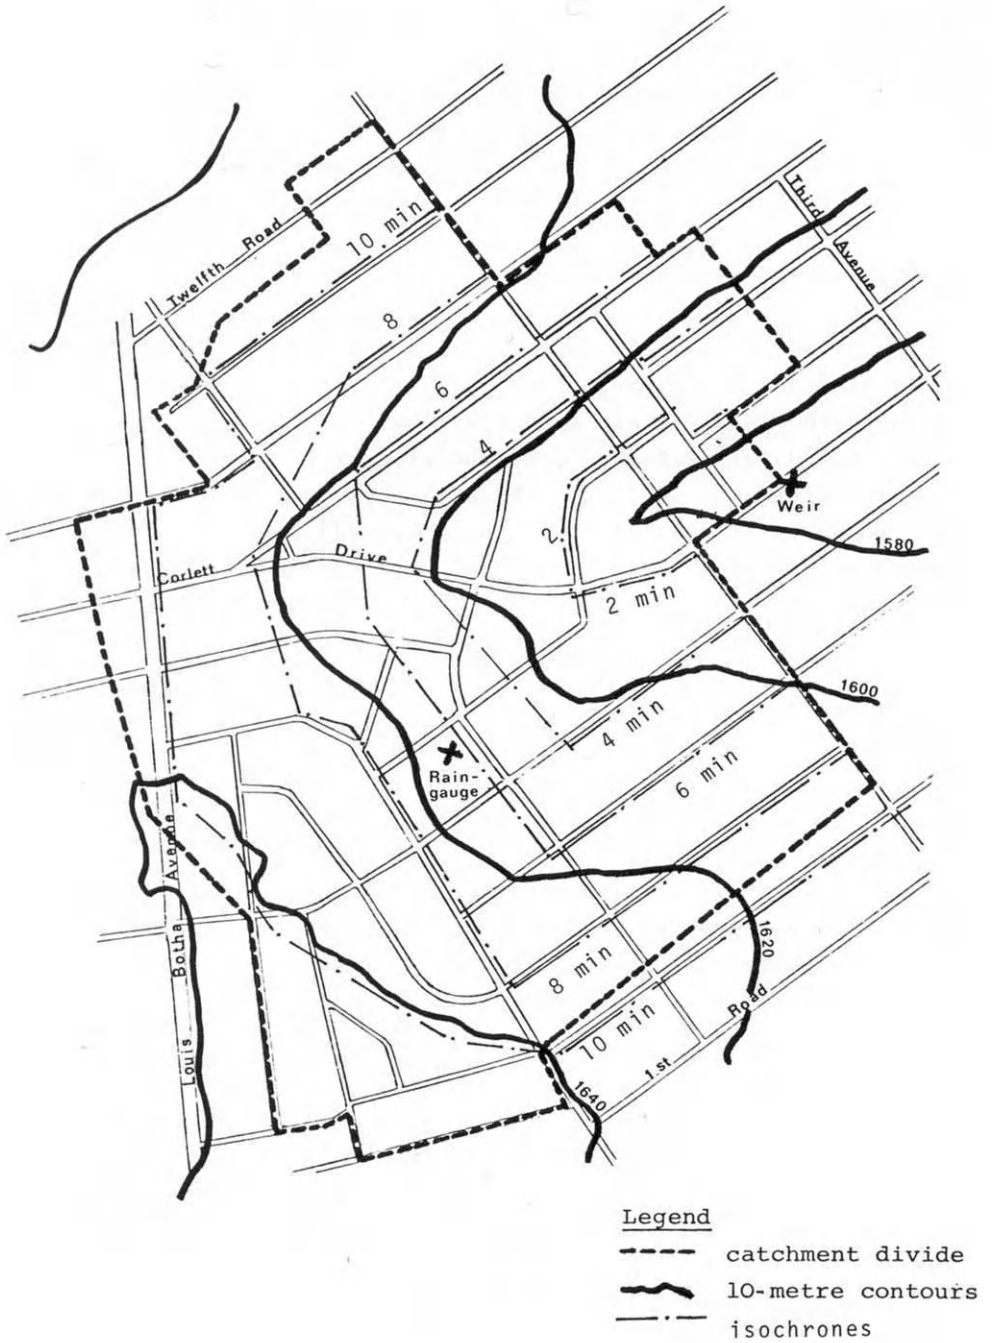 Third
Avenue
Twelfth Road
10 min
8
6
4
2
Weir
1580
Corlett Drive
2 min
1600
4 min
6 min
Rain-
gauge
Louis Botha Avenue
8 min
1620
10 min
1st Road
1640
Legend
catchment divide
10-metre contours
isochrones